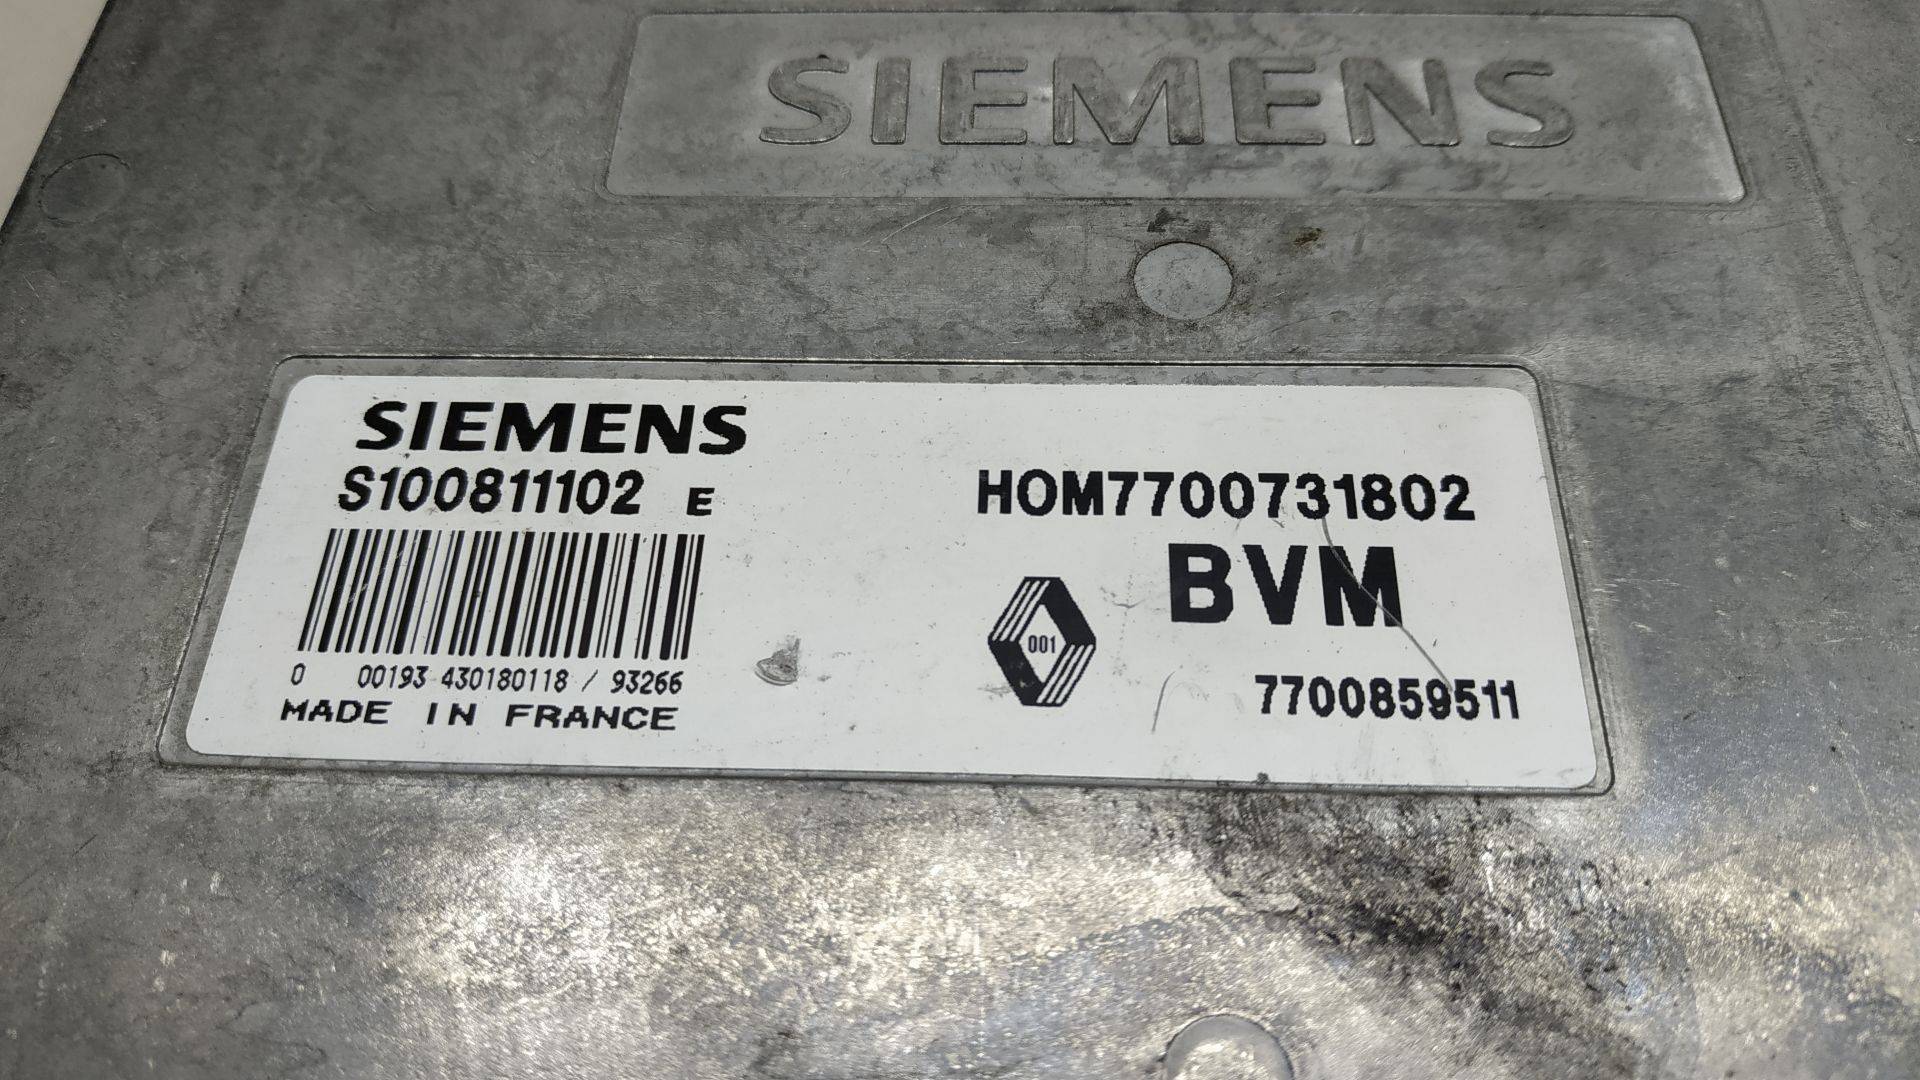 SIEMENS
SIEMENS
S100811102 E
0 00193 430180118 / 93266
MADE IN FRANCE
HOM7700731802
BVM
001
7700859511